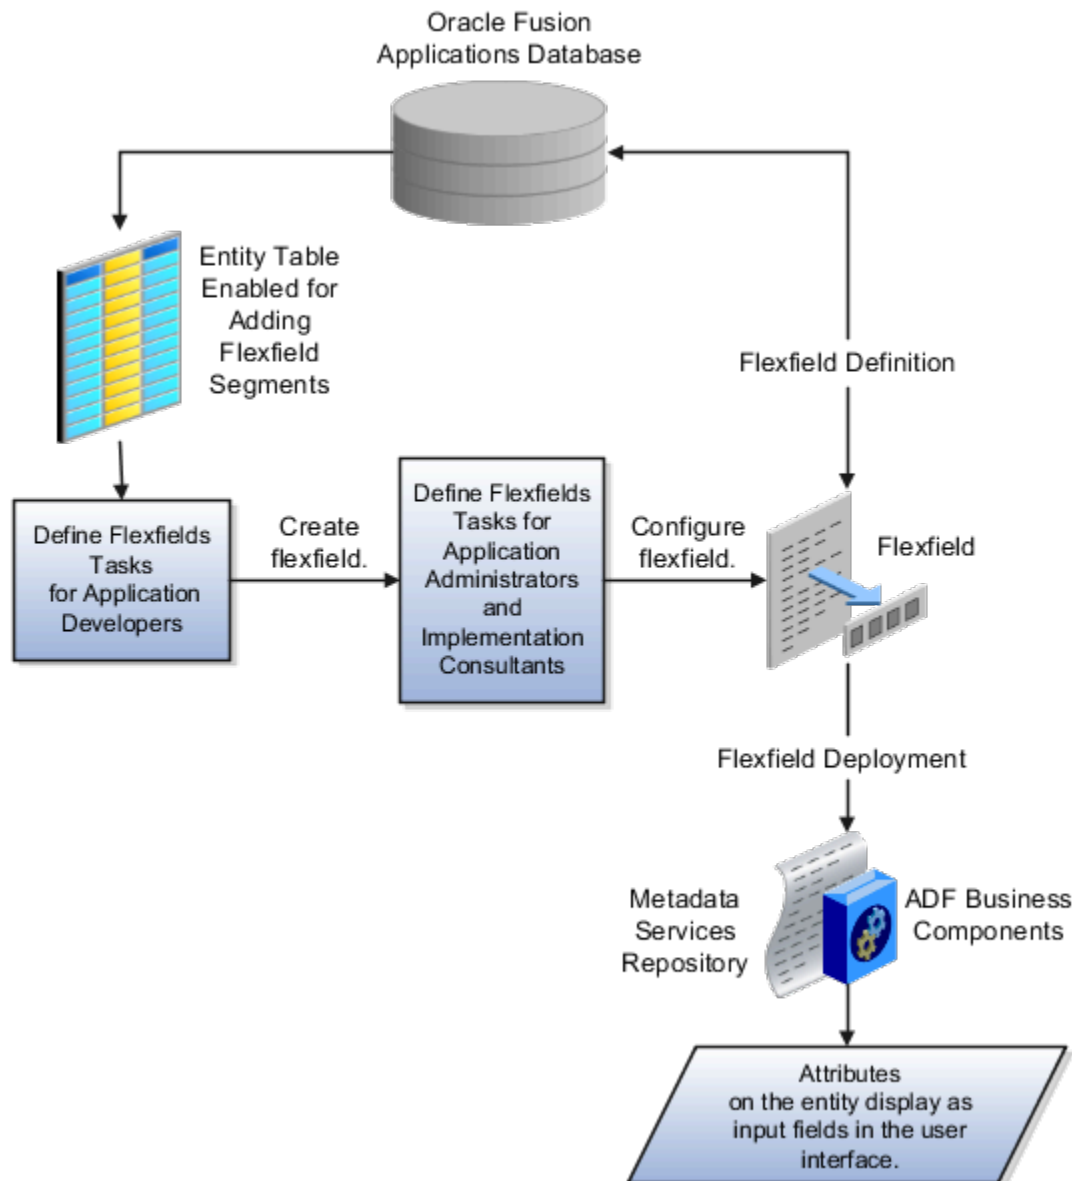 Oracle Fusion
Applications Database
Entity Table
Enabled for
Adding
Flexfield
Segments
Flexfield Definition
Define Flexfields
Tasks
for Application
Developers
Create
flexfield.
Define Flexfields
Tasks for
Application
Administrators
and
Implementation
Consultants
Configure
flexfield.
Flexfield
Flexfield Deployment
Metadata
Services
Repository
ADF Business
Components
Attributes
on the entity display as
input fields in the user
interface.